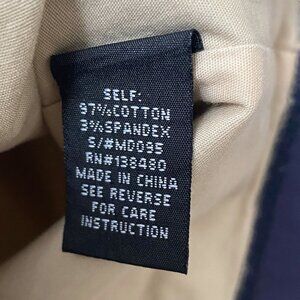 SELF:
97%COTTON
3%SPANDEX
S/#MD095
RN#138480
MADE IN CHINA
SEE REVERSE
FOR CARE
INSTRUCTION